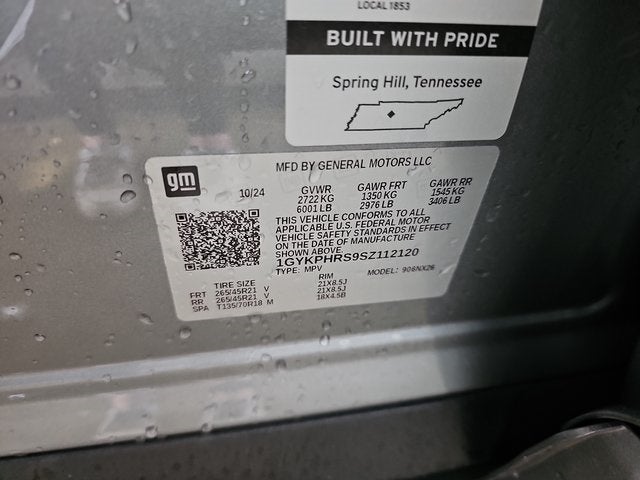 LOCAL 1853
BUILT WITH PRIDE
Spring Hill, Tennessee
gm
MFD BY GENERAL MOTORS LLC
10/24 GVWR GAWR FRT GAWR RR
2722 KG 1350 KG 1545 KG
6001 LB 2976 LB 3406 LB
THIS VEHICLE CONFORMS TO ALL
APPLICABLE U.S. FEDERAL MOTOR
VEHICLE SAFETY STANDARDS IN EFFECT
ON THE DATE OF MANUFACTURE
SHOWN ABOVE.
1GYKPHRS9SZ112120
TYPE: MPV MODEL: 906NX26
TIRE SIZE RIM
FRT 265/45R21 V 21X8.5J
RR 265/45R21 V 21X8.5J
SPA T135/70R18 M 18X4.5B